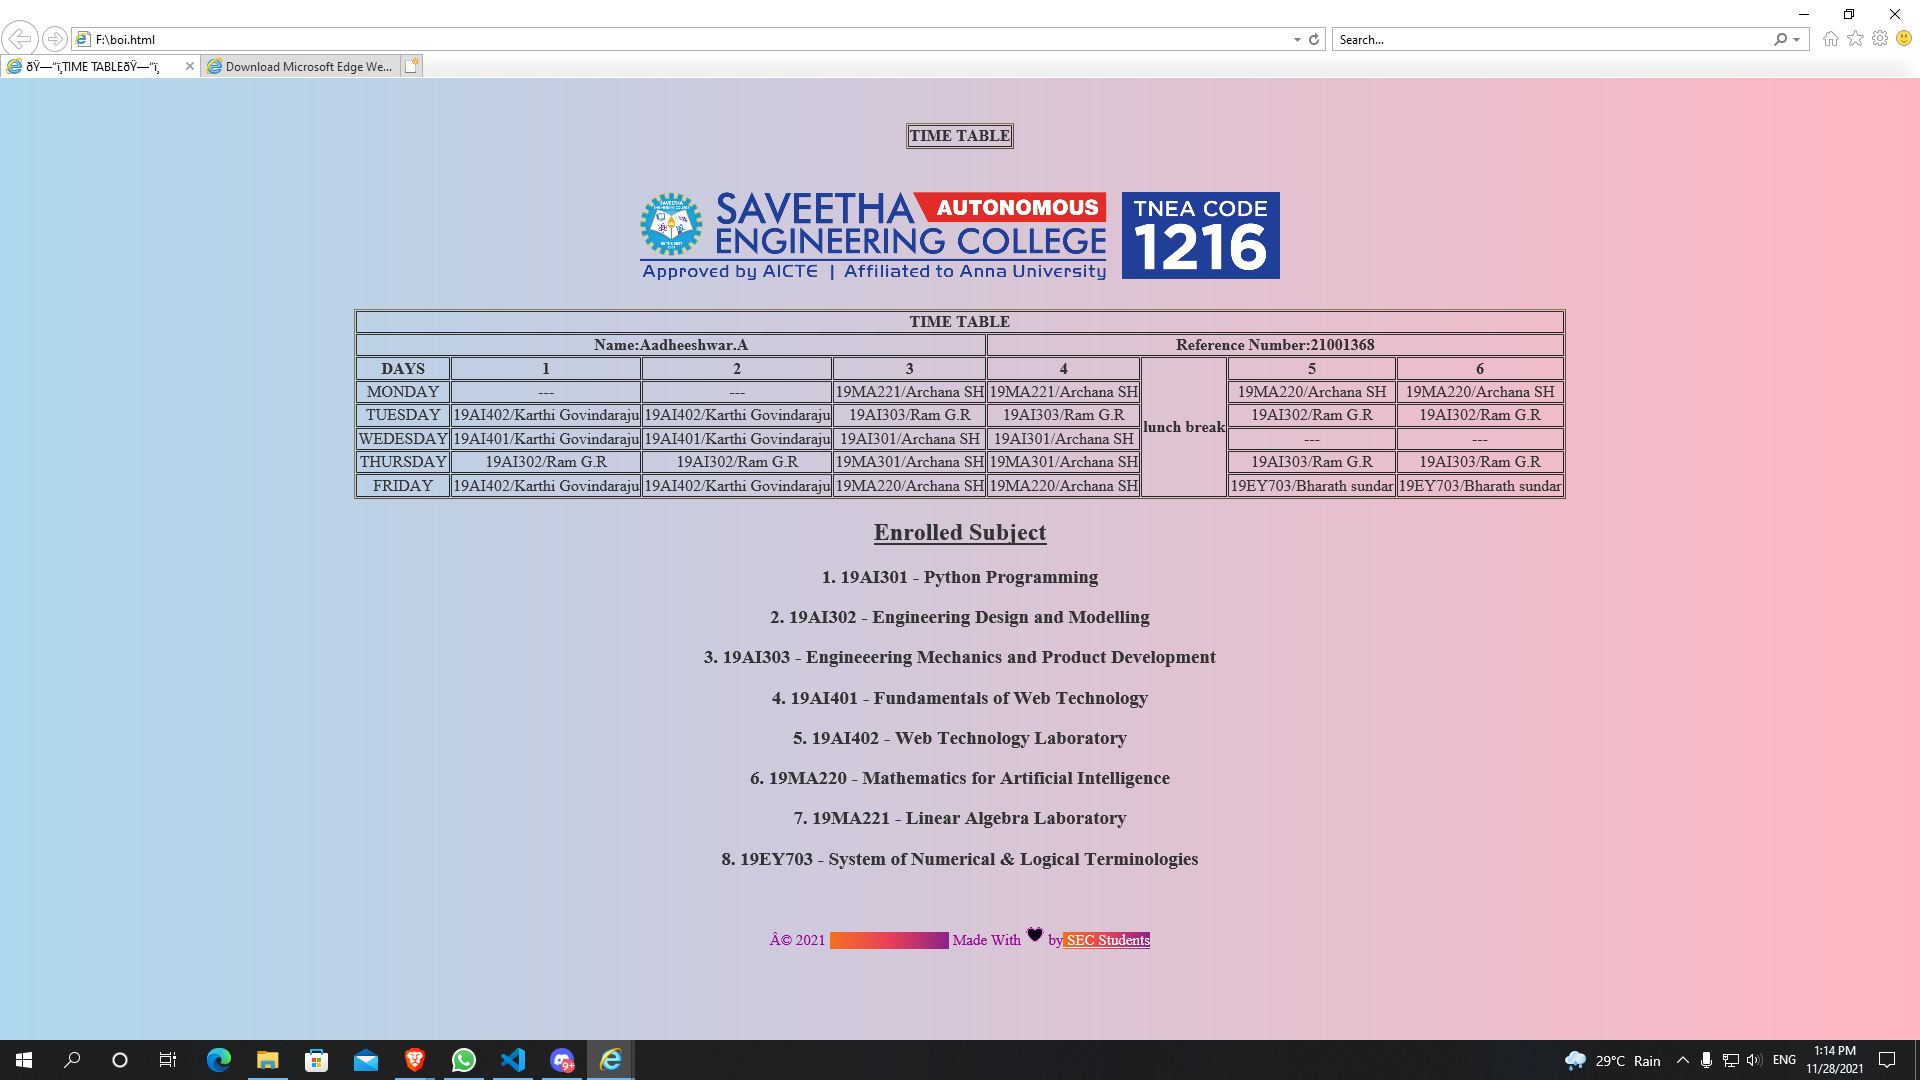 F:\boi.html
Search...
ðŸ—“ï¸TIME TABLEðŸ—“ï¸
Download Microsoft Edge We...
TIME TABLE
SAVEETHA AUTONOMOUS
ENGINEERING COLLEGE
Approved by AICTE | Affiliated to Anna University
TNEA CODE
1216
TIME TABLE
Name:Aadheeshwar.A Reference Number:21001368
DAYS 1 2 3 4 lunch break 5 6
MONDAY --- --- 19MA221/Archana SH 19MA221/Archana SH 19MA220/Archana SH 19MA220/Archana SH
TUESDAY 19AI402/Karthi Govindaraju 19AI402/Karthi Govindaraju 19AI303/Ram G.R 19AI303/Ram G.R 19AI302/Ram G.R 19AI302/Ram G.R
WEDESDAY 19AI401/Karthi Govindaraju 19AI401/Karthi Govindaraju 19AI301/Archana SH 19AI301/Archana SH --- ---
THURSDAY 19AI302/Ram G.R 19AI302/Ram G.R 19MA301/Archana SH 19MA301/Archana SH 19AI303/Ram G.R 19AI303/Ram G.R
FRIDAY 19AI402/Karthi Govindaraju 19AI402/Karthi Govindaraju 19MA220/Archana SH 19MA220/Archana SH 19EY703/Bharath sundar 19EY703/Bharath sundar
Enrolled Subject
1. 19AI301 - Python Programming
2. 19AI302 - Engineering Design and Modelling
3. 19AI303 - Engineeering Mechanics and Product Development
4. 19AI401 - Fundamentals of Web Technology
5. 19AI402 - Web Technology Laboratory
6. 19MA220 - Mathematics for Artificial Intelligence
7. 19MA221 - Linear Algebra Laboratory
8. 19EY703 - System of Numerical & Logical Terminologies
Â© 2021 Made With 🖤 by SEC Students
9+
29°C Rain
ENG
1:14 PM
11/28/2021